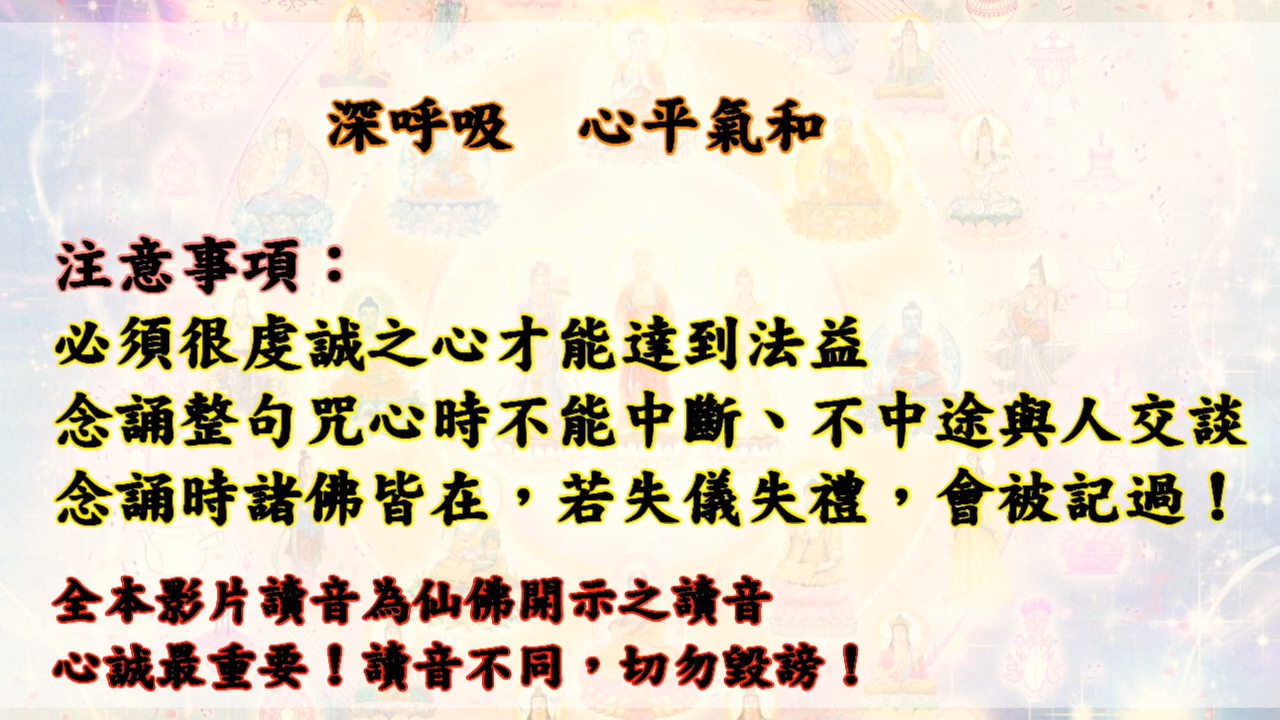 深呼吸　心平氣和
注意事項：
必須很虔誠之心才能達到法益
念誦整句咒心時不能中斷、不中途與人交談
念誦時諸佛皆在，若失儀失禮，會被記過！
全本影片讀音為仙佛開示之讀音
心誠最重要！讀音不同，切勿毀謗！